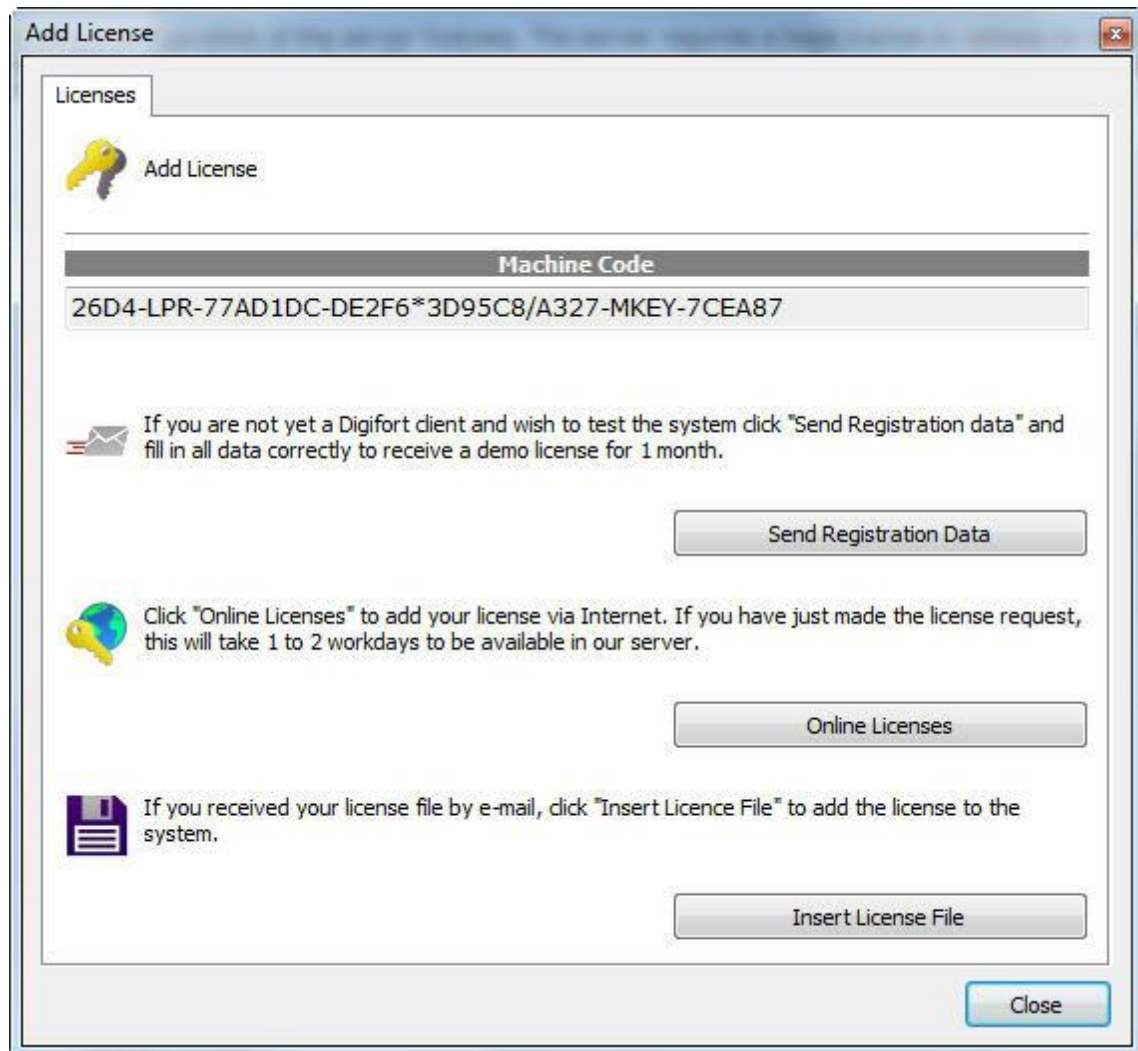 Add License
Licenses
Add License
Machine Code
26D4-LPR-77AD1DC-DE2F6*3D95C8/A327-MKEY-7CEA87
If you are not yet a Digifort client and wish to test the system click "Send Registration data" and
fill in all data correctly to receive a demo license for 1 month.
Send Registration Data
Click "Online Licenses" to add your license via Internet. If you have just made the license request,
this will take 1 to 2 workdays to be available in our server.
Online Licenses
If you received your license file by e-mail, click "Insert Licence File" to add the license to the
system.
Insert License File
Close